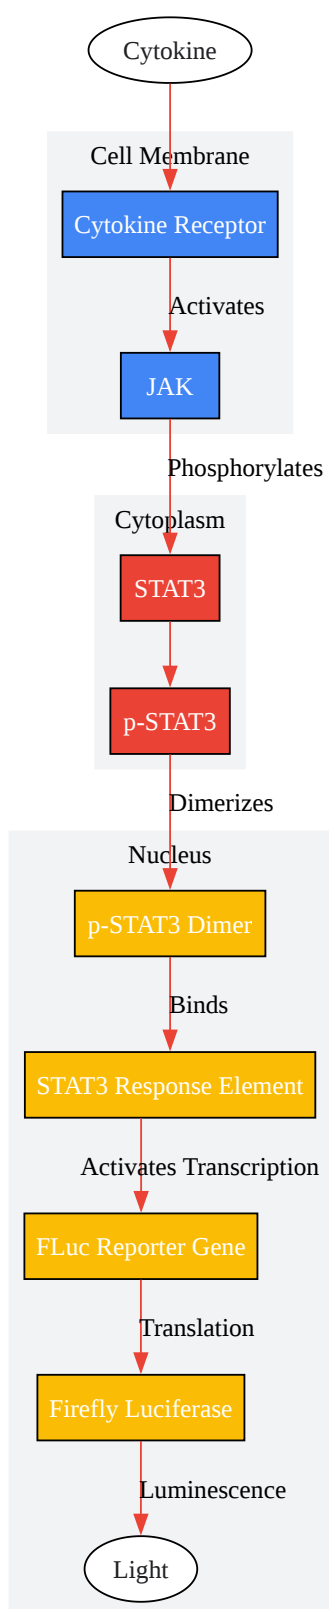 Cytokine
Cell Membrane
Cytokine Receptor
Activates
JAK
Phosphorylates
Cytoplasm
STAT3
p-STAT3
Dimerizes
Nucleus
p-STAT3 Dimer
Binds
STAT3 Response Element
Activates Transcription
FLuc Reporter Gene
Translation
Firefly Luciferase
Luminescence
Light